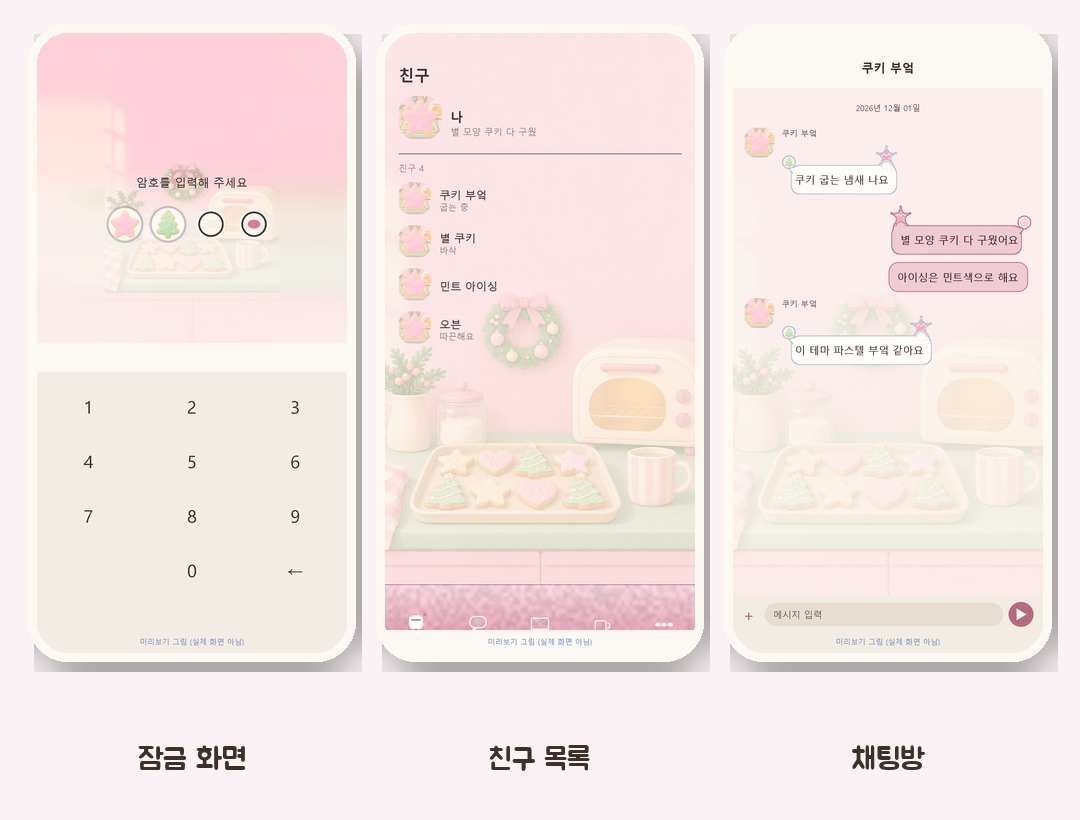 암호를 입력해 주세요
1 2 3
4 5 6
7 8 9
0 ←
미리보기 그림 (실제 화면 아님)
잠금 화면
친구
나
별 모양 쿠키 다 구웠
친구 4
쿠키 부엌
굽는 중
별 쿠키
바삭
민트 아이싱
오븐
따끈해요
미리보기 그림 (실제 화면 아님)
친구 목록
쿠키 부엌
2026년 12월 01일
쿠키 부엌
쿠키 굽는 냄새 나요
별 모양 쿠키 다 구웠어요
아이싱은 민트색으로 해요
쿠키 부엌
이 테마 파스텔 부엌 같아요
+ 메시지 입력
미리보기 그림 (실제 화면 아님)
채팅방